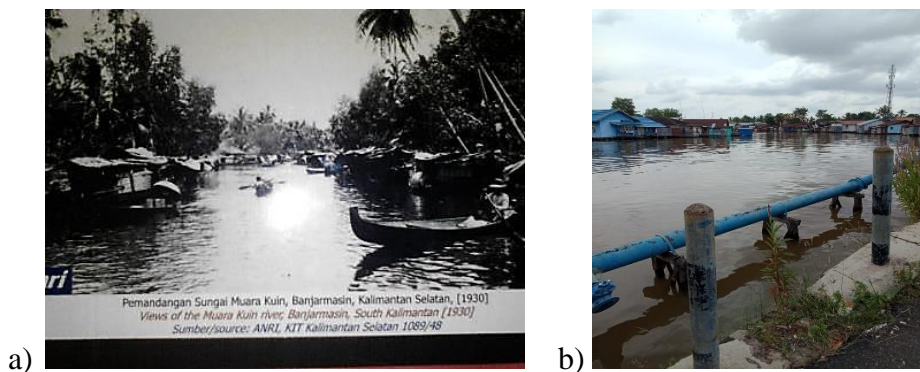 Pemandangan Sungai Muara Kuin, Banjarmasin, Kalimantan Selatan, [1930]
Views of the Muara Kuin river, Banjarmasin, South Kalimantan [1930]
Sumber/source: ANRI, KIT Kalimantan Selatan 1089/48
a)
b)